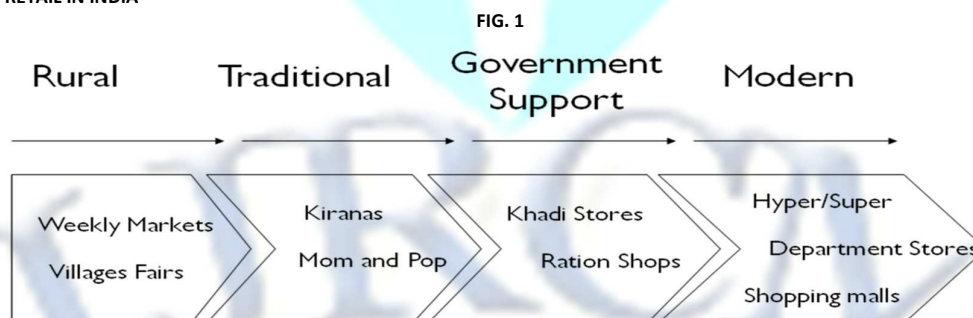 RETAIL IN INDIA
FIG. 1
Rural
Traditional
Government
Support
Modern
Weekly Markets
Villages Fairs
Kiranas
Mom and Pop
Khadi Stores
Ration Shops
Hyper/Super
Department Stores
Shopping malls